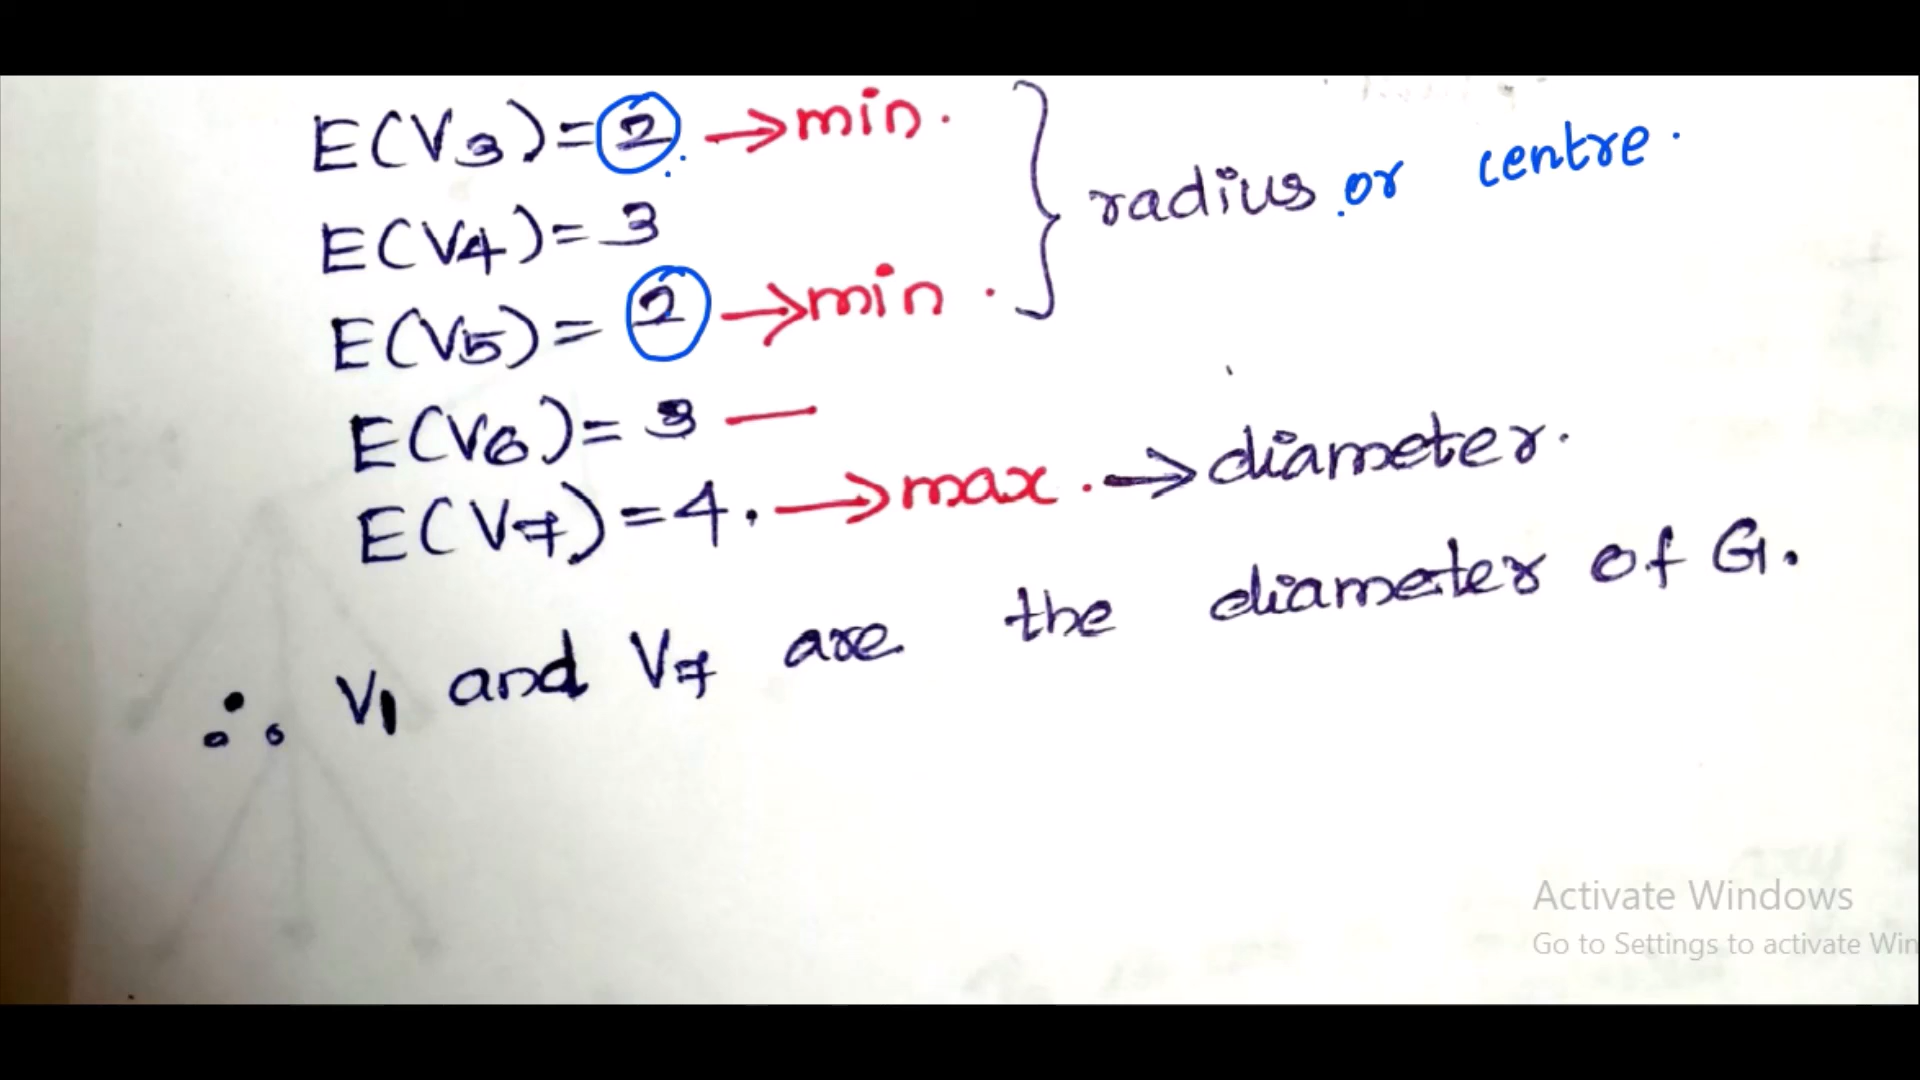 E(V3)=2. →min.
E(V4)=3
E(V5)=2 →min.
radius or centre.
E(V6)=3 —
E(V7)=4. →max. →diameter.
∴ V1 and V7 are the diameter of G.
Activate Windows
Go to Settings to activate Win